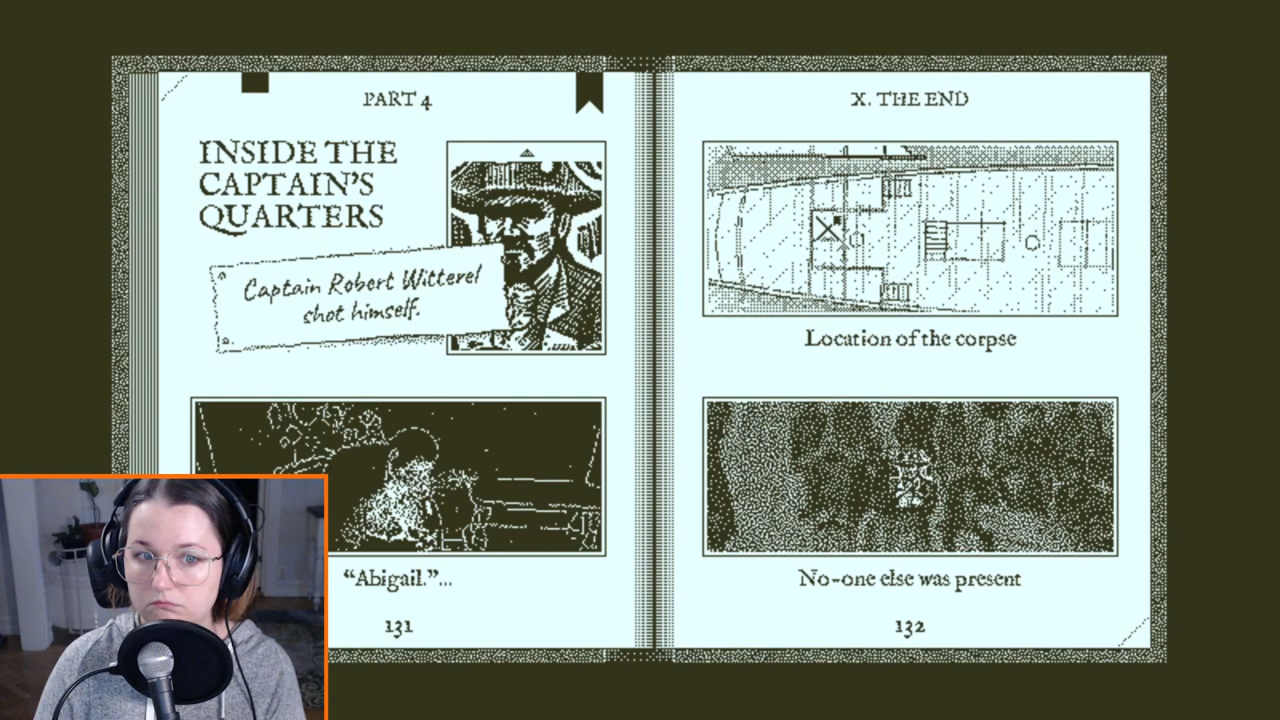 PART 4
INSIDE THE
CAPTAIN'S
QUARTERS
Captain Robert Witterel
shot himself.
"Abigail."...
131
X. THE END
Location of the corpse
No-one else was present
132